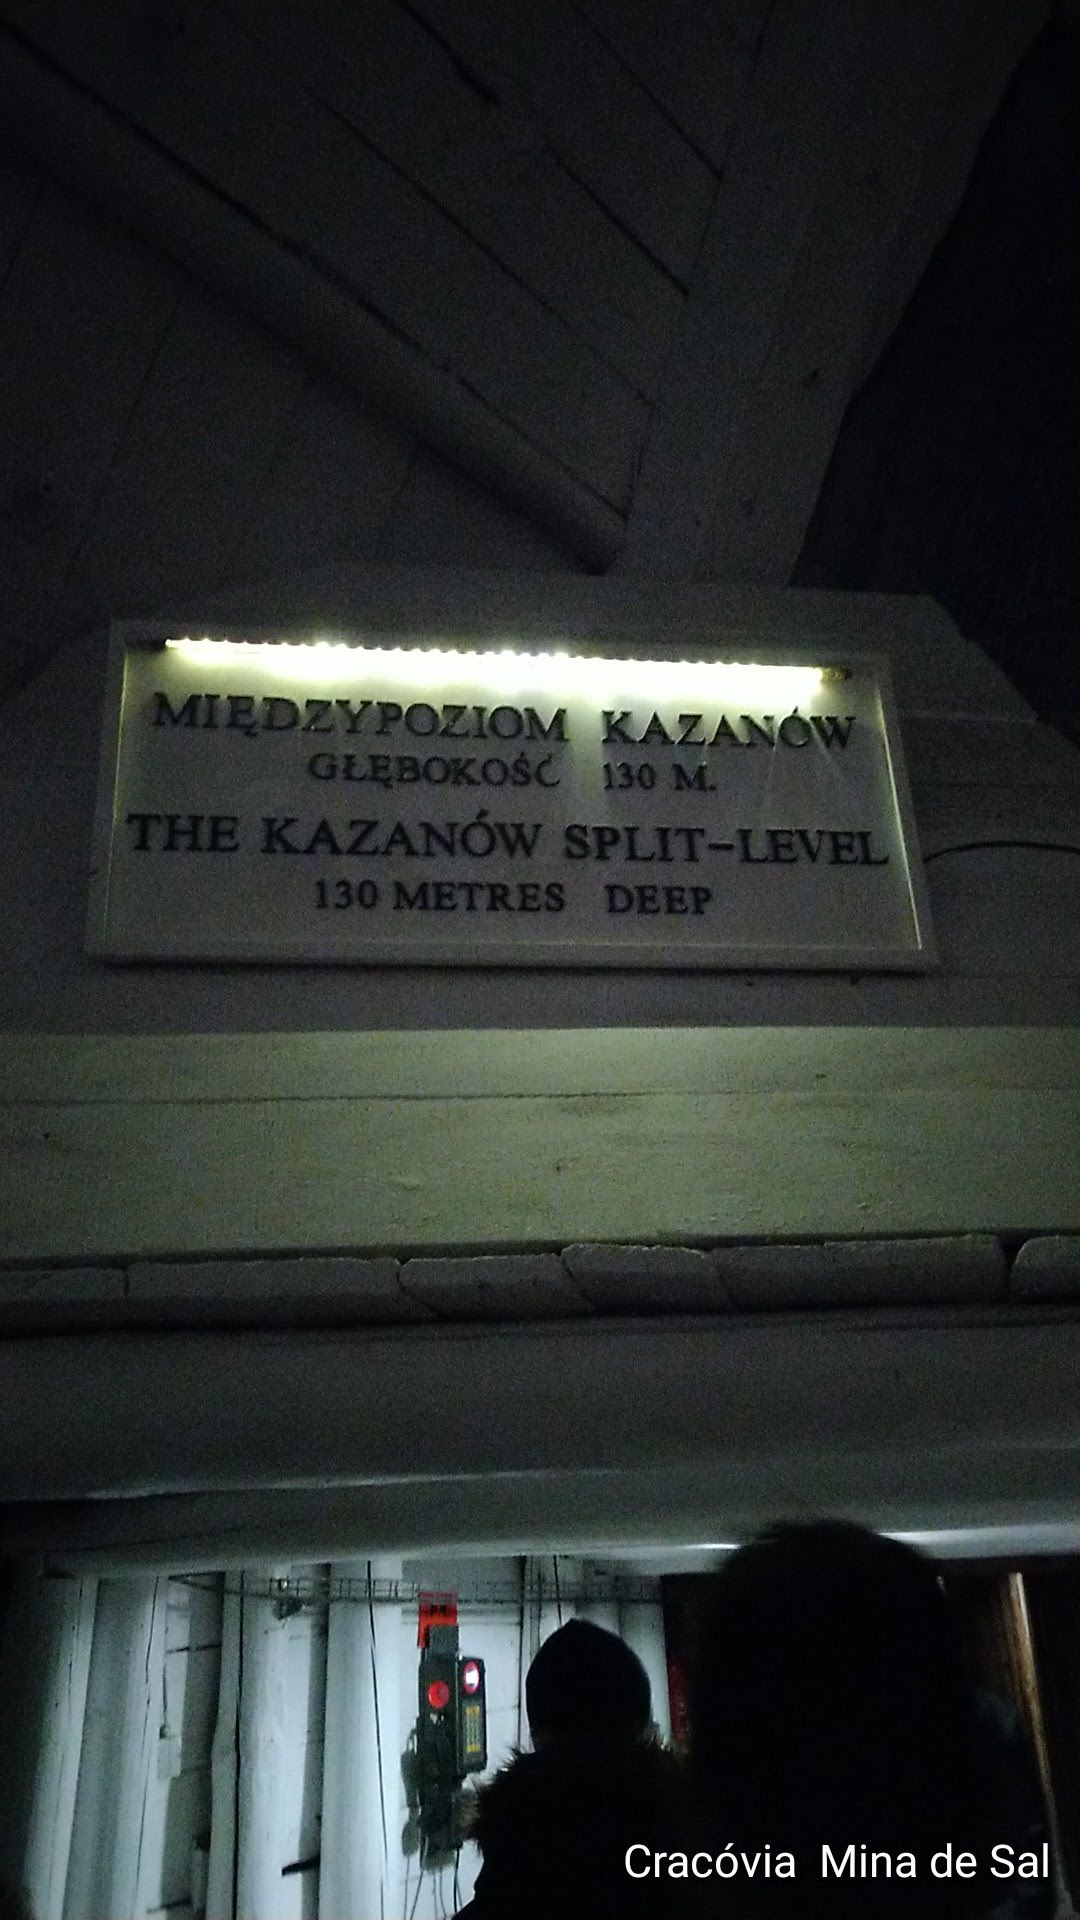 MIĘDZYPOZIOM KAZANÓW
GŁĘBOKOŚĆ 130 M.
THE KAZANÓW SPLIT-LEVEL
130 METRES DEEP
Cracóvia Mina de Sal